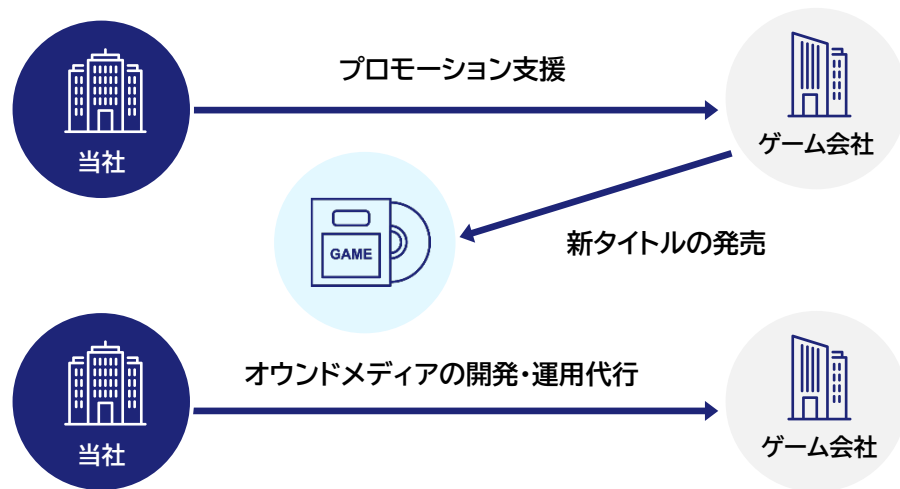 プロモーション支援
当社
ゲーム会社
GAME
新タイトルの発売
オウンドメディアの開発・運用代行
当社
ゲーム会社